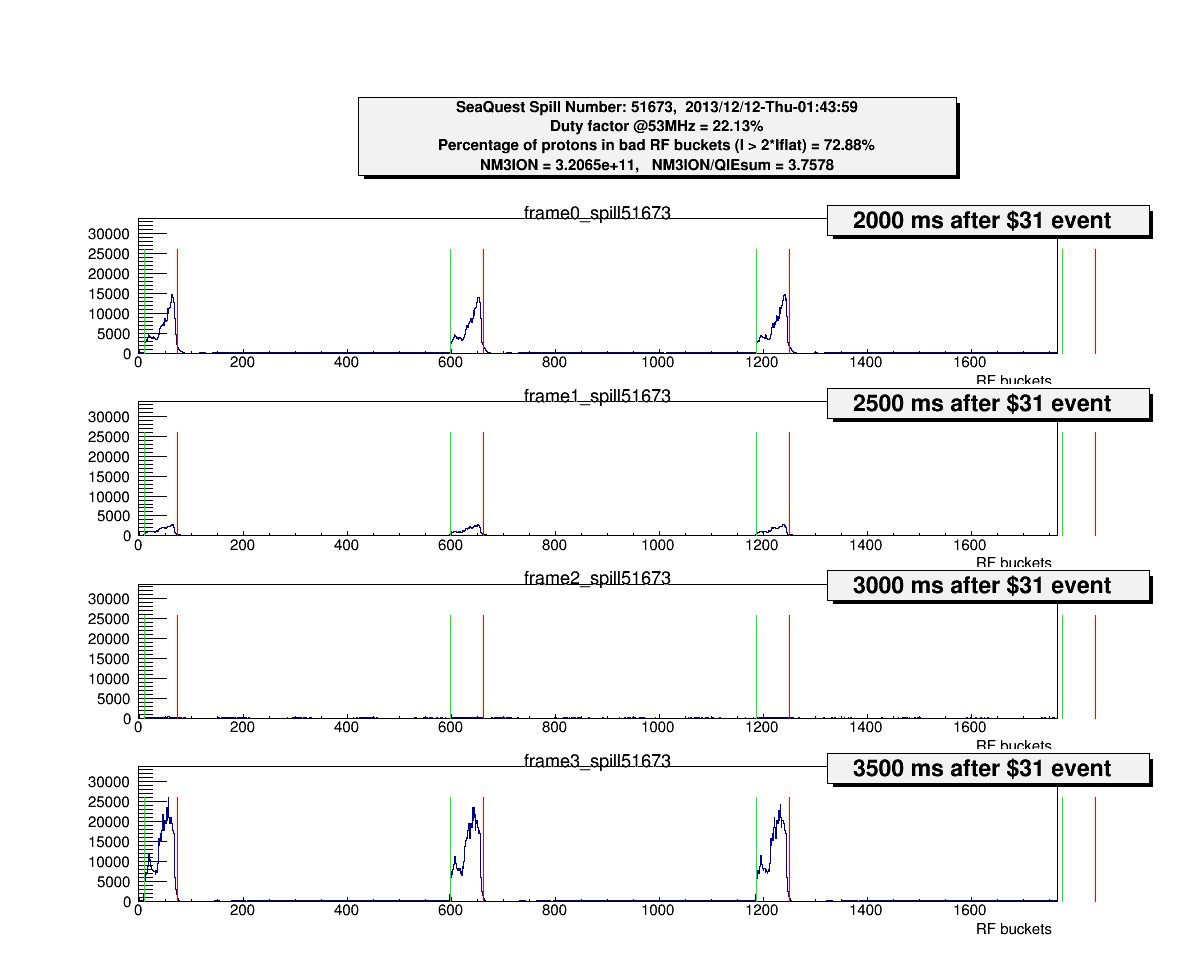 SeaQuest Spill Number: 51673, 2013/12/12-Thu-01:43:59
Duty factor @53MHz = 22.13%
Percentage of protons in bad RF buckets (I > 2*Iflat) = 72.88%
NM3ION = 3.2065e+11, NM3ION/QIEsum = 3.7578
frame0_spill51673
2000 ms after $31 event
30000
25000
20000
15000
10000
5000
0
0 200 400 600 800 1000 1200 1400 1600
RF buckets
frame1_spill51673
2500 ms after $31 event
30000
25000
20000
15000
10000
5000
0
0 200 400 600 800 1000 1200 1400 1600
RF buckets
frame2_spill51673
3000 ms after $31 event
30000
25000
20000
15000
10000
5000
0
0 200 400 600 800 1000 1200 1400 1600
RF buckets
frame3_spill51673
3500 ms after $31 event
30000
25000
20000
15000
10000
5000
0
0 200 400 600 800 1000 1200 1400 1600
RF buckets